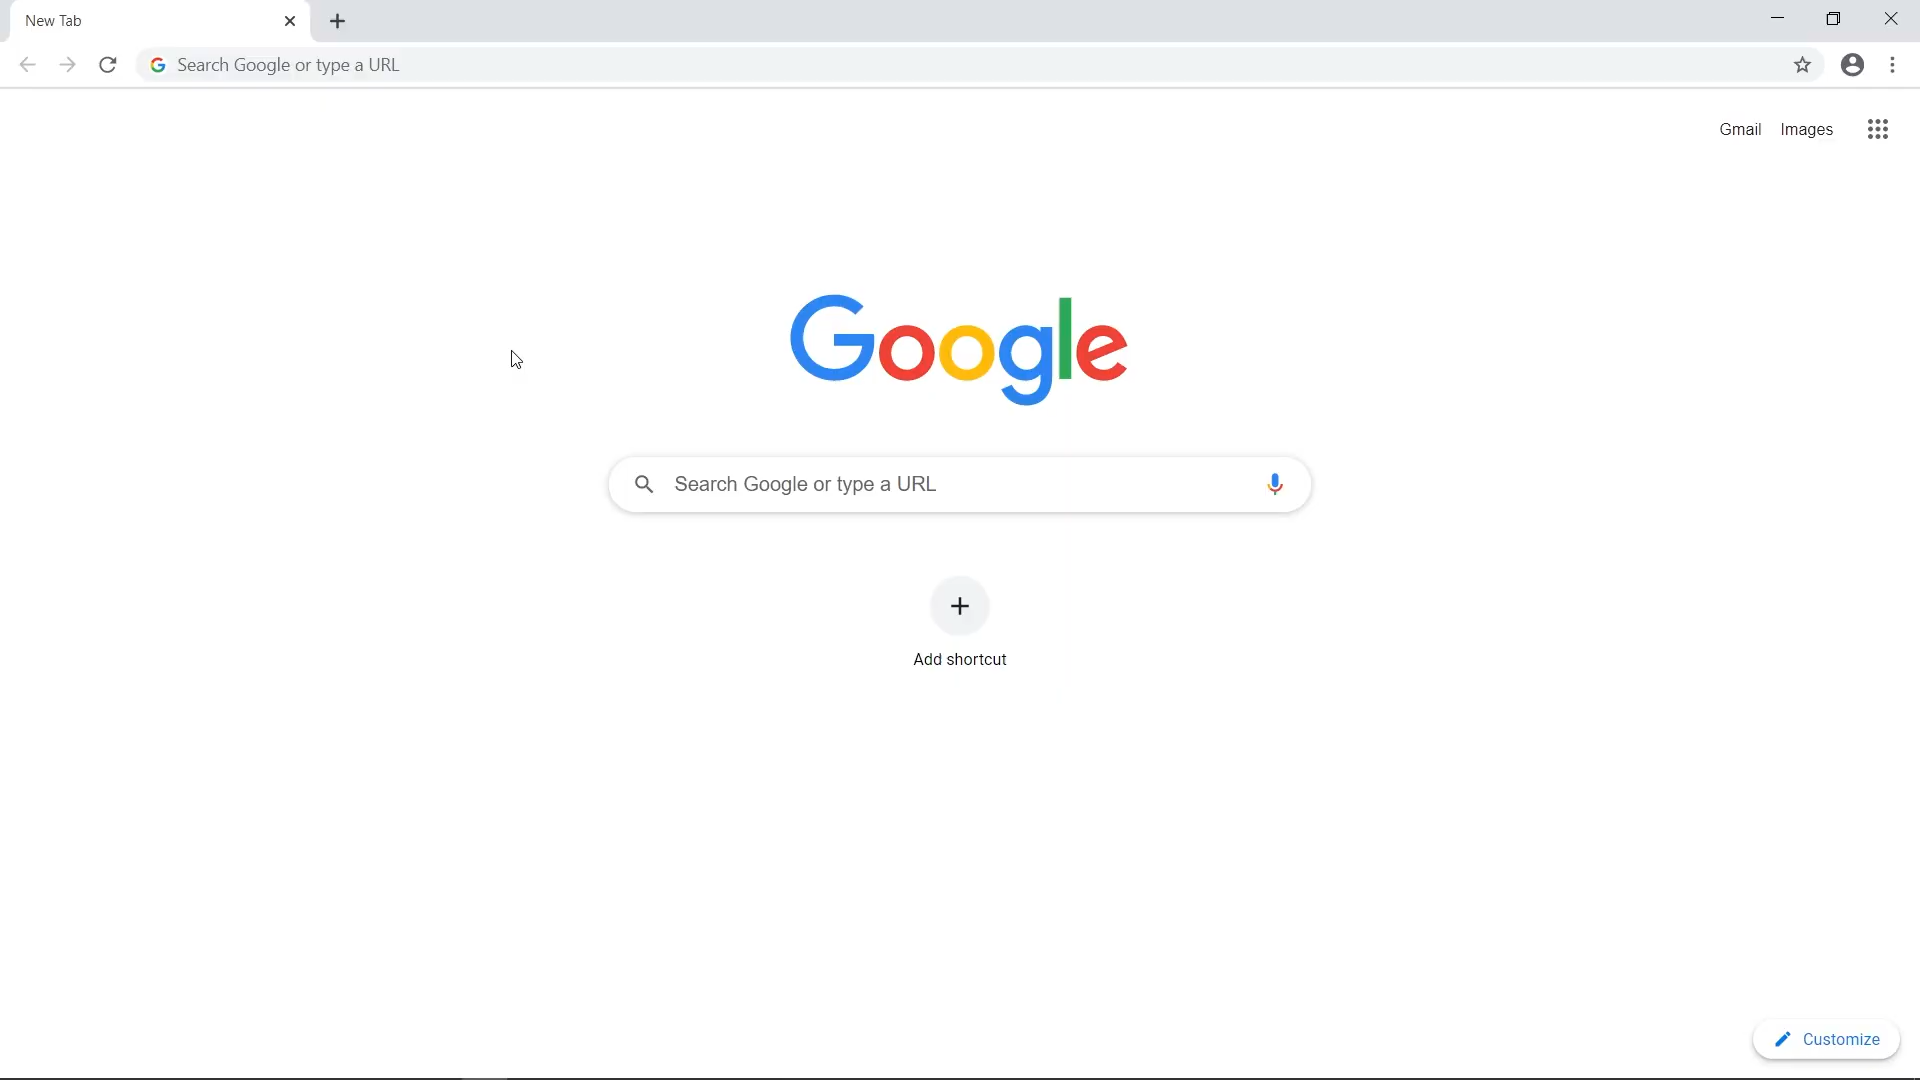 New Tab
Search Google or type a URL
Gmail Images
Google
Search Google or type a URL
Add shortcut
Customize